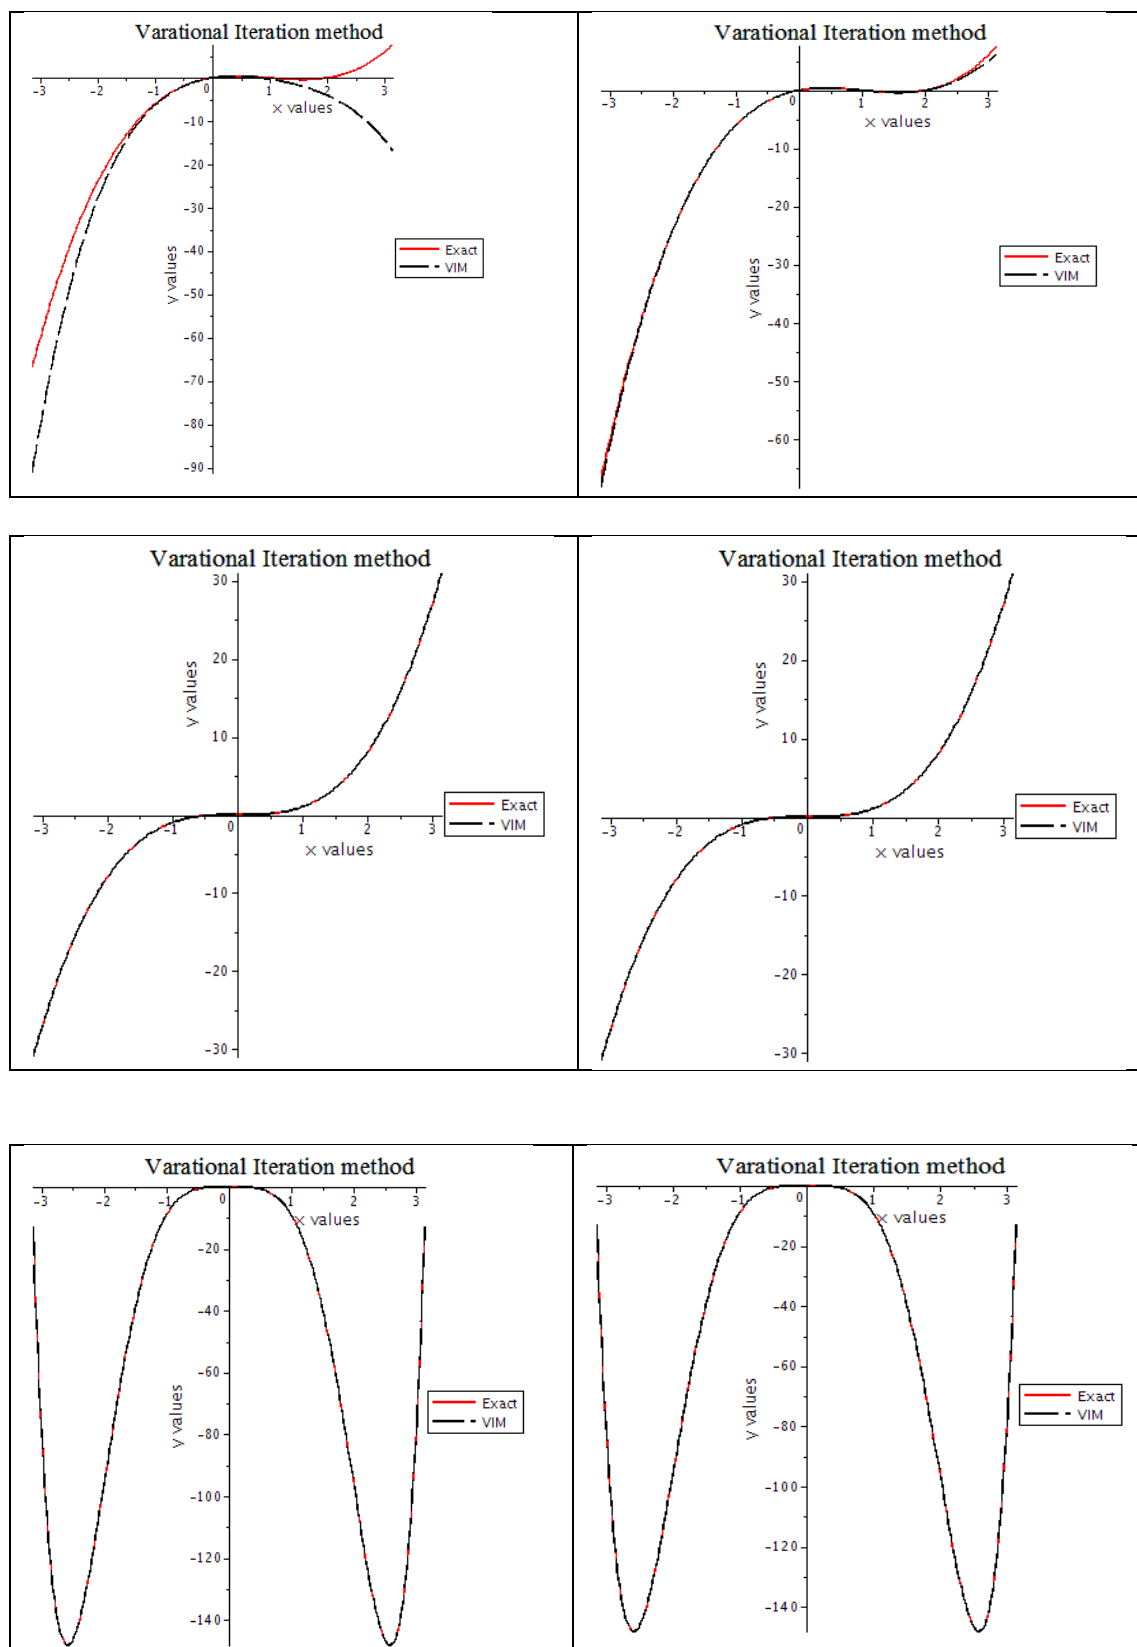 Varational Iteration method
-3 -2 -1 0 1 2 3
x values
-10
-20
-30
-40
-50
-60
-70
-80
-90
y values
Exact
VIM
Varational Iteration method
-3 -2 -1 0 1 2 3
x values
-10
-20
-30
-40
-50
-60
y values
Exact
VIM
Varational Iteration method
30
20
10
y values
-3 -2 -1 0 1 2 3
x values
-10
-20
-30
Exact
VIM
Varational Iteration method
30
20
10
y values
-3 -2 -1 0 1 2 3
x values
-10
-20
-30
Exact
VIM
Varational Iteration method
-3 -2 -1 0 1 2 3
x values
-20
-40
-60
-80
-100
-120
-140
y values
Exact
VIM
Varational Iteration method
-3 -2 -1 0 1 2 3
x values
-20
-40
-60
-80
-100
-120
-140
y values
Exact
VIM